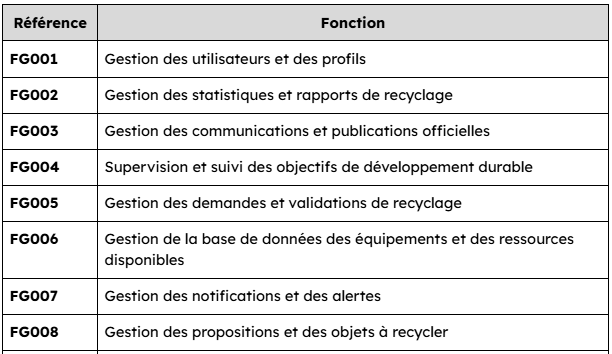 Référence Fonction
FG001 Gestion des utilisateurs et des profils
FG002 Gestion des statistiques et rapports de recyclage
FG003 Gestion des communications et publications officielles
FG004 Supervision et suivi des objectifs de développement durable
FG005 Gestion des demandes et validations de recyclage
FG006 Gestion de la base de données des équipements et des ressources
disponibles
FG007 Gestion des notifications et des alertes
FG008 Gestion des propositions et des objets à recycler